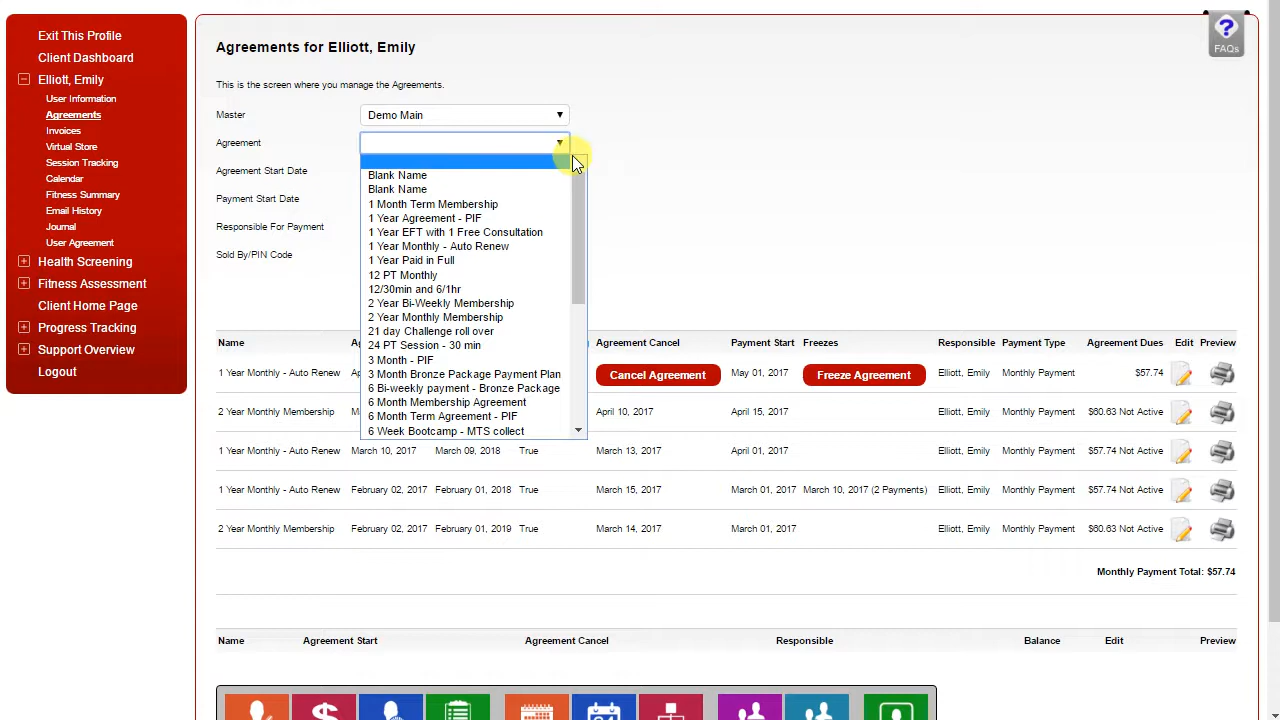 Exit This Profile
Client Dashboard
Elliott, Emily
User Information
Agreements
Invoices
Virtual Store
Session Tracking
Calendar
Fitness Summary
Email History
Journal
User Agreement
Health Screening
Fitness Assessment
Client Home Page
Progress Tracking
Support Overview
Logout
?
FAQs
Agreements for Elliott, Emily
This is the screen where you manage the Agreements.
Master Demo Main
Agreement
Agreement Start Date
Payment Start Date
Responsible For Payment
Sold By/PIN Code
Blank Name
Blank Name
1 Month Term Membership
1 Year Agreement - PIF
1 Year EFT with 1 Free Consultation
1 Year Monthly - Auto Renew
1 Year Paid in Full
12 PT Monthly
12/30min and 6/1hr
2 Year Bi-Weekly Membership
2 Year Monthly Membership
21 day Challenge roll over
24 PT Session - 30 min
3 Month - PIF
3 Month Bronze Package Payment Plan
6 Bi-weekly payment - Bronze Package
6 Month Membership Agreement
6 Month Term Agreement - PIF
6 Week Bootcamp - MTS collect
Name Agreement Cancel Payment Start Freezes Responsible Payment Type Agreement Dues Edit Preview
1 Year Monthly - Auto Renew Cancel Agreement May 01, 2017 Freeze Agreement Elliott, Emily Monthly Payment $57.74
2 Year Monthly Membership April 10, 2017 April 15, 2017 Elliott, Emily Monthly Payment $60.63 Not Active
1 Year Monthly - Auto Renew March 10, 2017 March 09, 2018 True March 13, 2017 April 01, 2017 Elliott, Emily Monthly Payment $57.74 Not Active
1 Year Monthly - Auto Renew February 02, 2017 February 01, 2018 True March 15, 2017 March 01, 2017 March 10, 2017 (2 Payments) Elliott, Emily Monthly Payment $57.74 Not Active
2 Year Monthly Membership February 02, 2017 February 01, 2019 True March 14, 2017 March 01, 2017 Elliott, Emily Monthly Payment $60.63 Not Active
Monthly Payment Total: $57.74
Name Agreement Start Agreement Cancel Responsible Balance Edit Preview